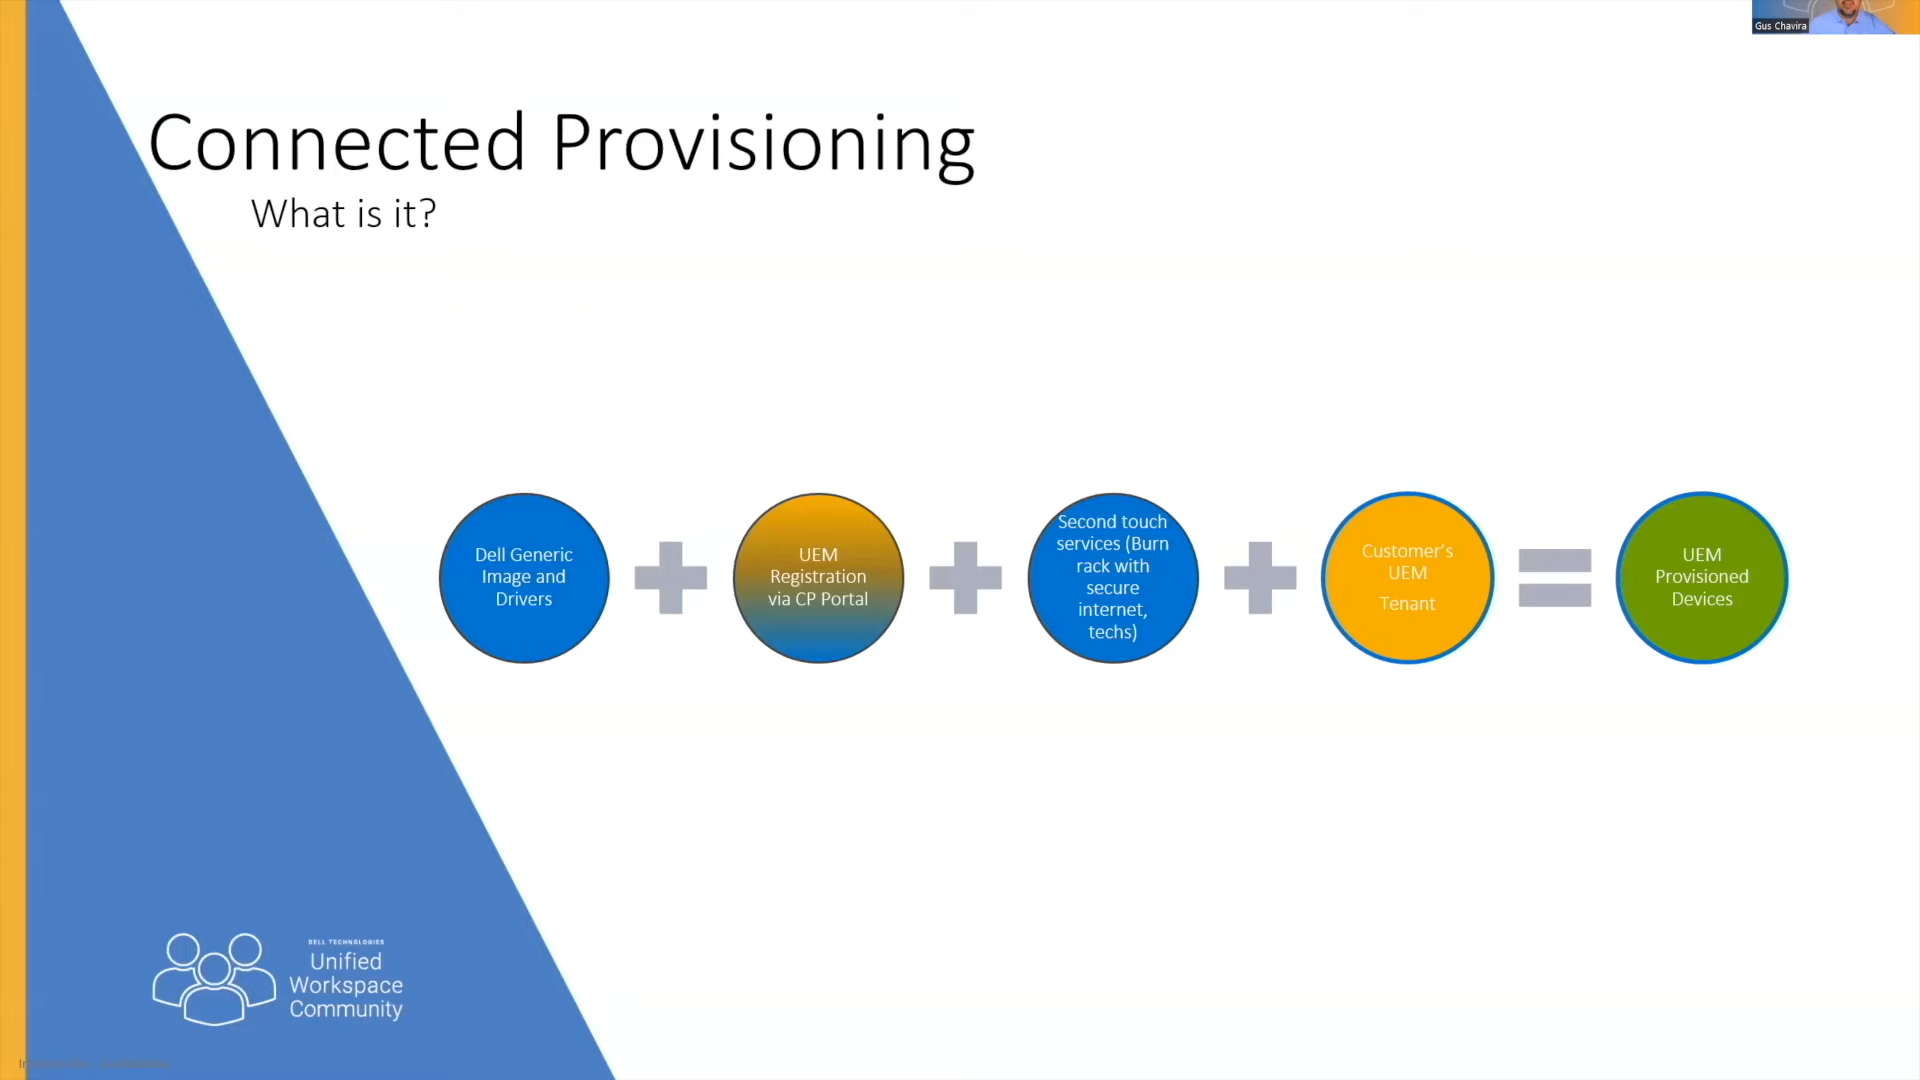 Gus Chavira
Connected Provisioning
What is it?
Dell Generic
Image and
Drivers
UEM
Registration
via CP Portal
Second touch
services (Burn
rack with
secure
internet,
techs)
Customer's
UEM
Tenant
UEM
Provisioned
Devices
DELL TECHNOLOGIES
Unified
Workspace
Community